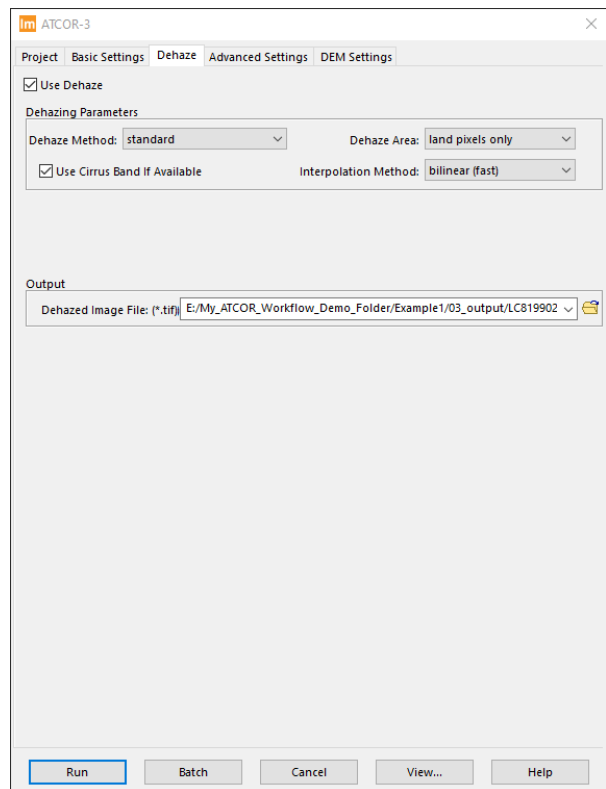 Im ATCOR-3
Project Basic Settings Dehaze Advanced Settings DEM Settings
Use Dehaze
Dehazing Parameters
Dehaze Method: standard Dehaze Area: land pixels only
Use Cirrus Band If Available Interpolation Method: bilinear (fast)
Output
Dehazed Image File: (*.tif) E:/My_ATCOR_Workflow_Demo_Folder/Example1/03_output/LC819902
Run Batch Cancel View... Help